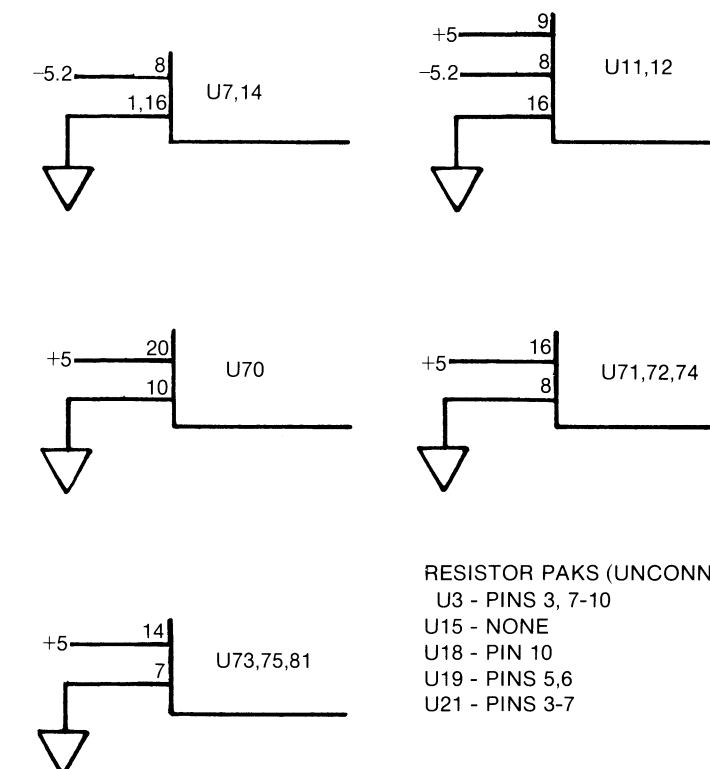 -5.2 8
1,16
U7,14
+5 9
-5.2 8
16
U11,12
+5 20
10
U70
+5 16
8
U71,72,74
+5 14
7
U73,75,81
RESISTOR PAKS (UNCONN
U3 - PINS 3, 7-10
U15 - NONE
U18 - PIN 10
U19 - PINS 5,6
U21 - PINS 3-7